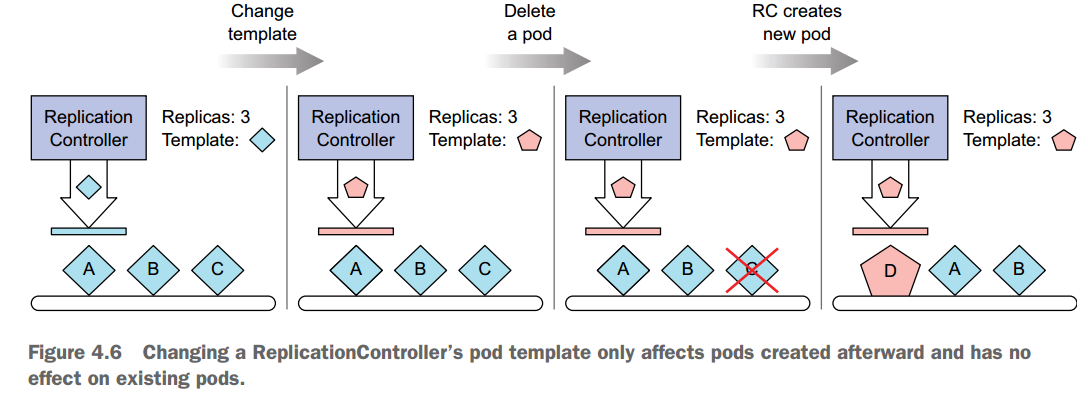 Change
template
Delete
a pod
RC creates
new pod
Replication
Controller
Replicas: 3
Template:
A
B
C
Replication
Controller
Replicas: 3
Template:
A
B
C
Replication
Controller
Replicas: 3
Template:
A
B
C
Replication
Controller
Replicas: 3
Template:
D
A
B
Figure 4.6 Changing a ReplicationController's pod template only affects pods created afterward and has no
effect on existing pods.